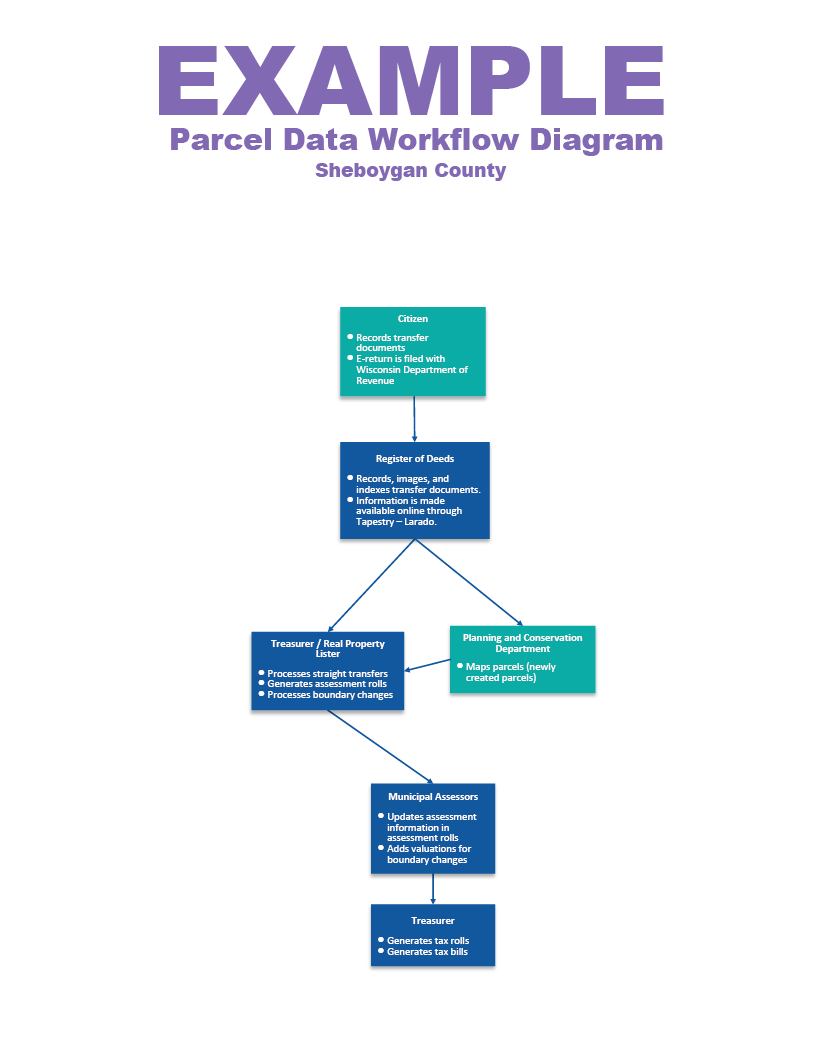 EXAMPLE
Parcel Data Workflow Diagram
Sheboygan County
Citizen
• Records transfer
documents
• E-return is filed with
Wisconsin Department of
Revenue
Register of Deeds
• Records, images, and
indexes transfer documents.
• Information is made
available online through
Tapestry – Larado.
Treasurer / Real Property
Lister
• Processes straight transfers
• Generates assessment rolls
• Processes boundary changes
Planning and Conservation
Department
• Maps parcels (newly
created parcels)
Municipal Assessors
• Updates assessment
information in
assessment rolls
• Adds valuations for
boundary changes
Treasurer
• Generates tax rolls
• Generates tax bills